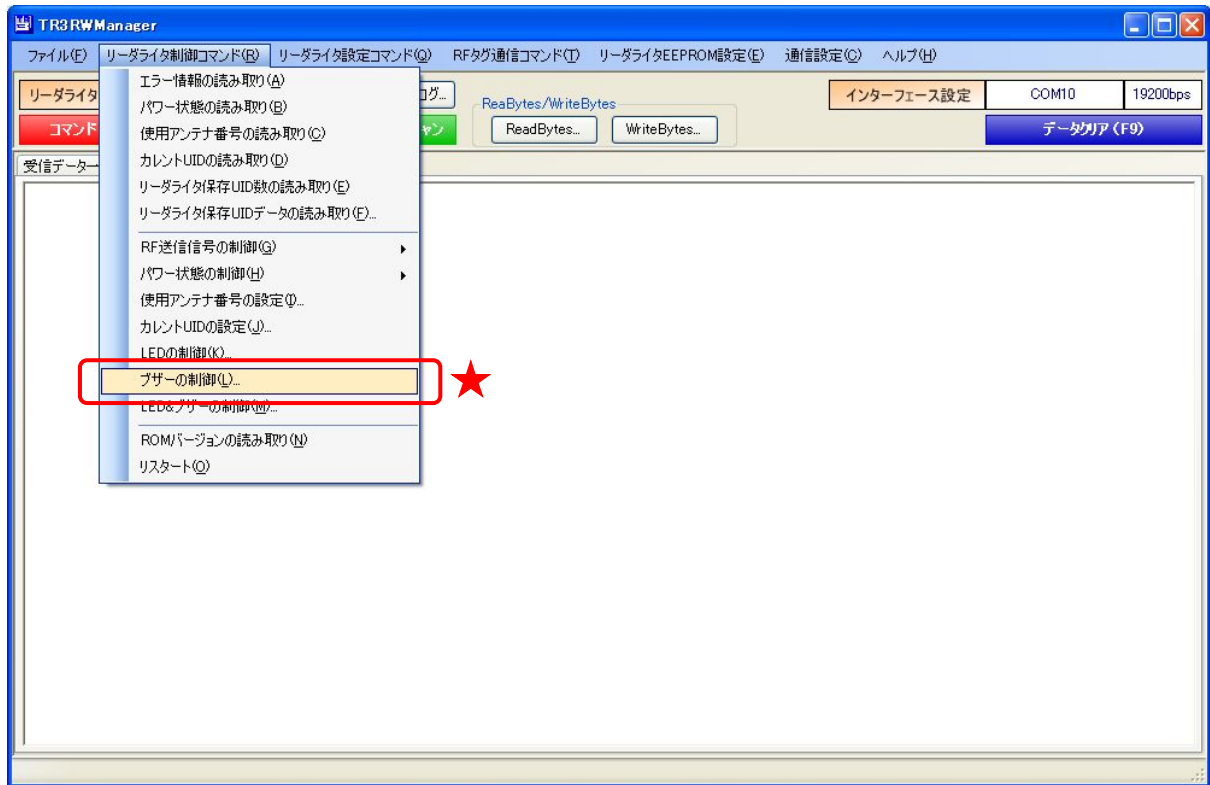 TR3RWManager
ファイル(F) リーダライタ制御コマンド(R) リーダライタ設定コマンド(Q) RFタグ通信コマンド(T) リーダライタEEPROM設定(E) 通信設定(C) ヘルプ(H)
リーダライタ
コマンド
ログ...
ReaBytes/WriteBytes
ReadBytes...
WriteBytes...
インターフェース設定
COM10
19200bps
データクリア(F9)
受信データ
エラー情報の読み取り(A)
パワー状態の読み取り(B)
使用アンテナ番号の読み取り(C)
カレントUIDの読み取り(D)
リーダライタ保存UID数の読み取り(E)
リーダライタ保存UIDデータの読み取り(F)...
RF送信信号の制御(G)
パワー状態の制御(H)
使用アンテナ番号の設定(I)...
カレントUIDの設定(J)...
LEDの制御(K)...
ブザーの制御(L)...
LED&ブザーの制御(M)...
ROMバージョンの読み取り(N)
リスタート(O)